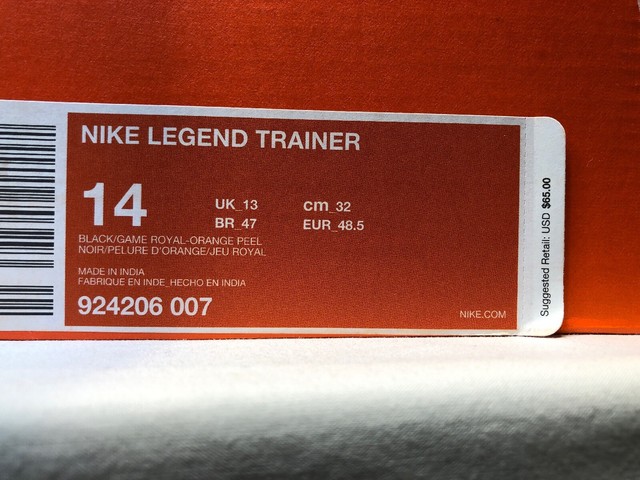 NIKE LEGEND TRAINER
14
UK_13 cm_32
BR_47 EUR_48.5
BLACK/GAME ROYAL-ORANGE PEEL
NOIR/PELURE D'ORANGE/JEU ROYAL
MADE IN INDIA
FABRIQUE EN INDE_HECHO EN INDIA
924206 007
NIKE.COM
Suggested Retail: USD $65.00